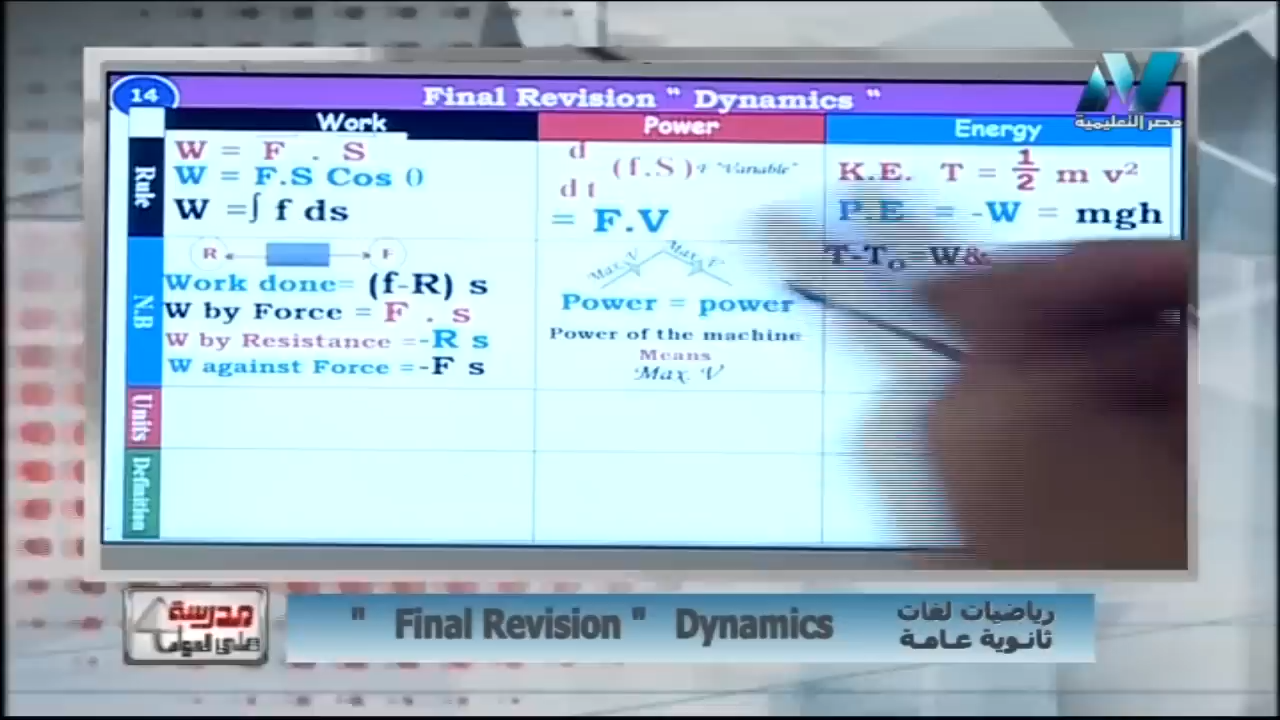 14
Final Revision " Dynamics "
مصر التعليمية
Work
Power
Energy
Rule
W = F . S
W = F.S Cos θ
W =∫ f ds
d
(f.S) "Variable"
d t
= F.V
K.E. T = 1/2 m v²
P.E = -W = mgh
N.B
R F
Work done= (f-R) s
W by Force = F . s
W by Resistance =-R s
W against Force =-F s
Max. V Max. F
Power = power
Power of the machine
Means
Max. V
T-T₀=W&
Units
Definition
مدرسة
على الهواء
" Final Revision " Dynamics
رياضيات لغات
ثانوية عامة